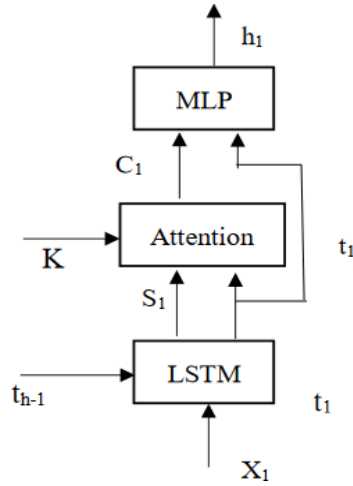 h₁
MLP
C₁
Attention
t₁
K
S₁
LSTM
tₕ₋₁
t₁
X₁